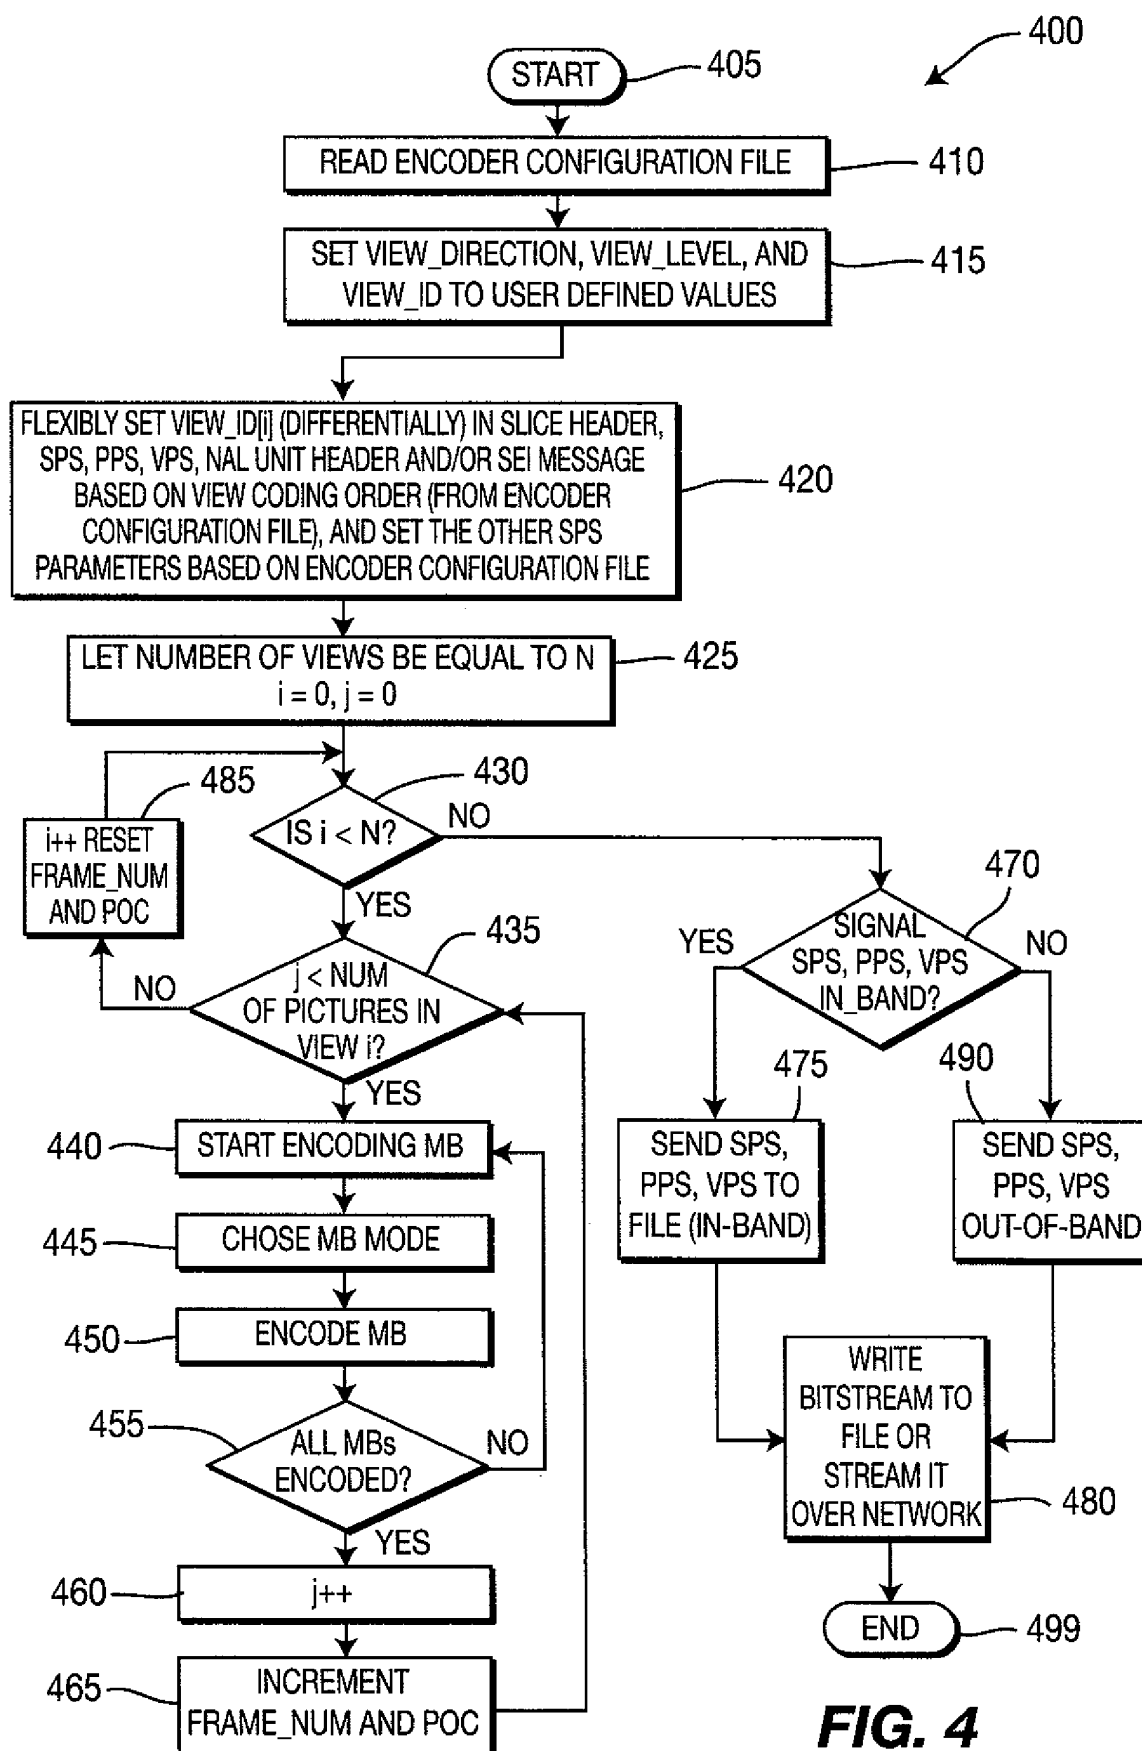 400
START
405
READ ENCODER CONFIGURATION FILE
410
SET VIEW_DIRECTION, VIEW_LEVEL, AND
VIEW_ID TO USER DEFINED VALUES
415
FLEXIBLY SET VIEW_ID[i] (DIFFERENTIALLY) IN SLICE HEADER,
SPS, PPS, VPS, NAL UNIT HEADER AND/OR SEI MESSAGE
BASED ON VIEW CODING ORDER (FROM ENCODER
CONFIGURATION FILE), AND SET THE OTHER SPS
PARAMETERS BASED ON ENCODER CONFIGURATION FILE
420
LET NUMBER OF VIEWS BE EQUAL TO N
i = 0, j = 0
425
485
i++ RESET
FRAME_NUM
AND POC
430
IS i < N?
NO
YES
435
j < NUM
OF PICTURES IN
VIEW i?
NO
YES
440
START ENCODING MB
445
CHOSE MB MODE
450
ENCODE MB
455
ALL MBs
ENCODED?
NO
YES
460
j++
465
INCREMENT
FRAME_NUM AND POC
470
SIGNAL
SPS, PPS, VPS
IN_BAND?
YES
NO
475
SEND SPS,
PPS, VPS TO
FILE (IN-BAND)
490
SEND SPS,
PPS, VPS
OUT-OF-BAND
WRITE
BITSTREAM TO
FILE OR
STREAM IT
OVER NETWORK
480
END
499
FIG. 4